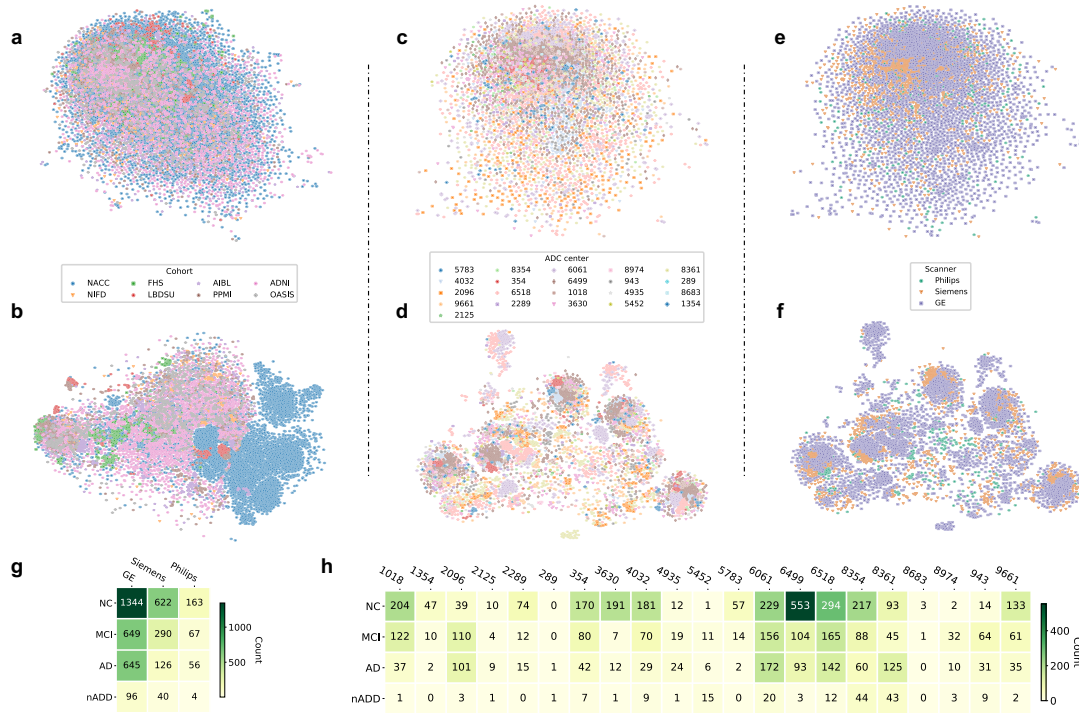 a
c
e
Cohort
NACC FHS AIBL ADNI
NIFD LBDSU PPMI OASIS
ADC center
5783 8354 6061 8974 8361
4032 354 6499 943 289
2096 6518 1018 4935 8683
9661 2289 3630 5452 1354
2125
Scanner
Philips
Siemens
GE
b
d
f
g
GE Siemens Philips
NC 1344 622 163
MCI 649 290 67
AD 645 126 56
nADD 96 40 4
1000
500
Count
h
1018 1354 2096 2125 2289 289 354 3630 4032 4935 5452 5783 6061 6499 6518 8354 8361 8683 8974 943 9661
NC 204 47 39 10 74 0 170 191 181 12 1 57 229 553 294 217 93 3 2 14 133
MCI 122 10 110 4 12 0 80 7 70 19 11 14 156 104 165 88 45 1 32 64 61
AD 37 2 101 9 15 1 42 12 29 24 6 2 172 93 142 60 125 0 10 31 35
nADD 1 0 3 1 0 0 7 1 9 1 15 0 20 3 12 44 43 0 3 9 2
400
200
0
Count